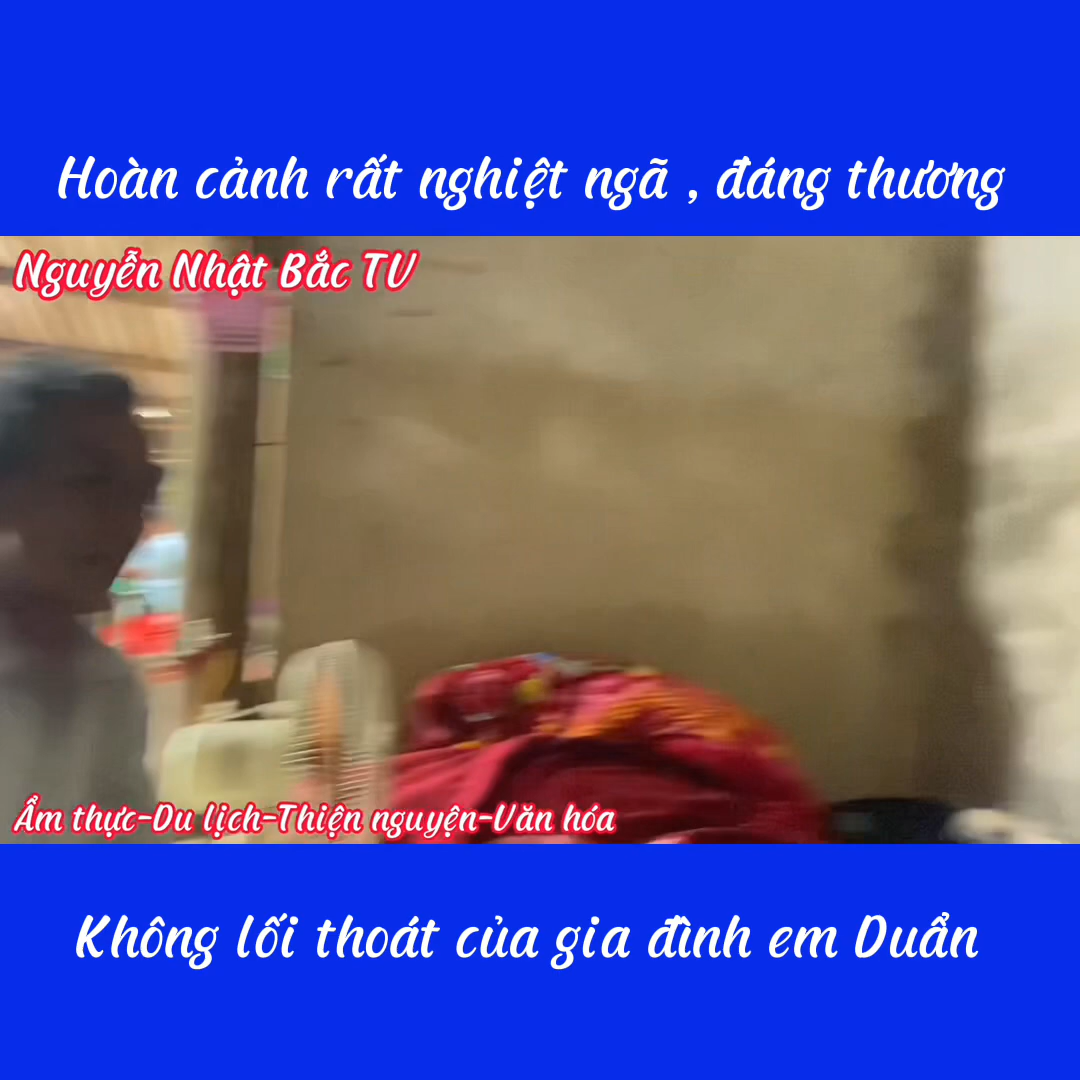 Hoàn cảnh rất nghiệt ngã , đáng thương
Nguyễn Nhật Bắc TV
Ẩm thực-Du lịch-Thiện nguyện-Văn hóa
Không lối thoát của gia đình em Duẩn